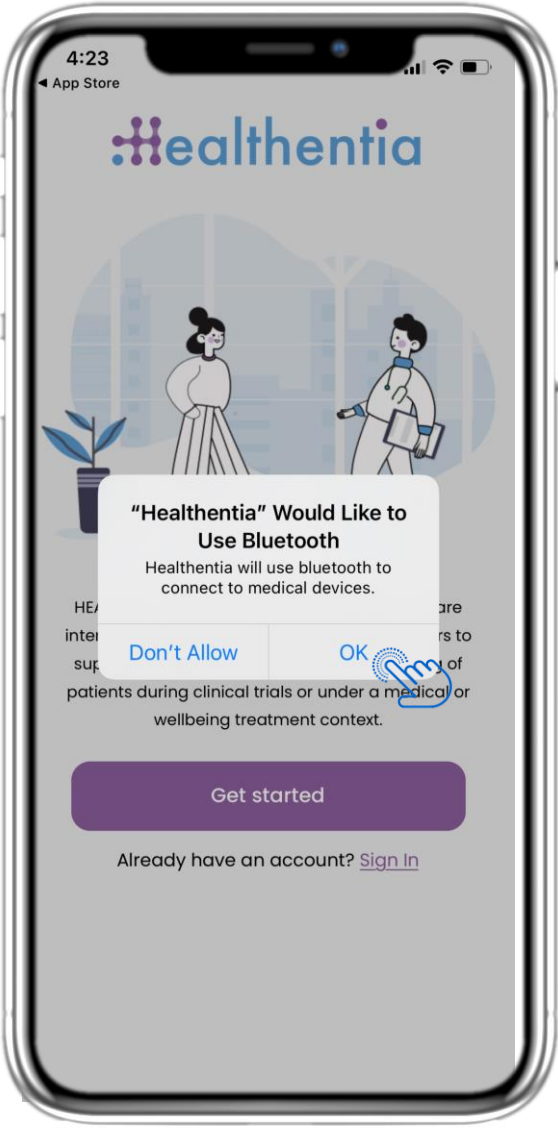 4:23
App Store
Healthentia
"Healthentia" Would Like to
Use Bluetooth
Healthentia will use bluetooth to
connect to medical devices.
Don't Allow
OK
patients during clinical trials or under a medical or
wellbeing treatment context.
Get started
Already have an account? Sign In